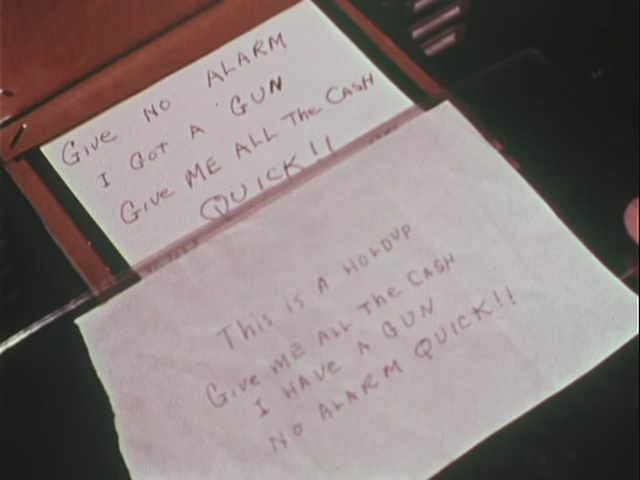 GIVE NO ALARM
I GOT A GUN
GIVE ME ALL The CASH
QUICK!!
This IS A HOLDUP
GIVE ME ALL The CASH
I HAVE A GUN
NO ALARM QUICK!!